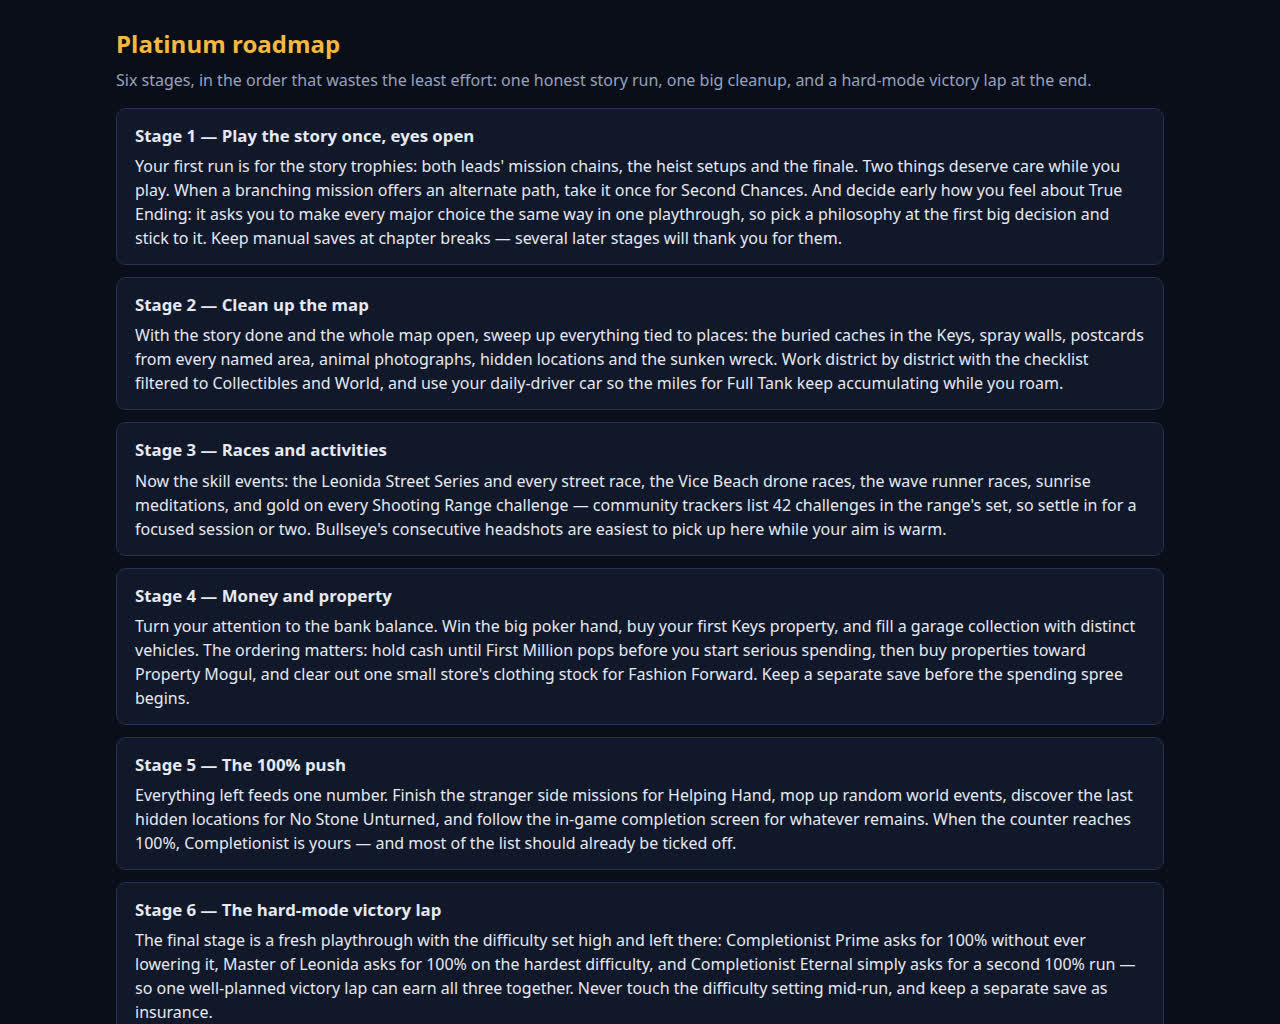 Platinum roadmap
Six stages, in the order that wastes the least effort: one honest story run, one big cleanup, and a hard-mode victory lap at the end.
Stage 1 — Play the story once, eyes open
Your first run is for the story trophies: both leads' mission chains, the heist setups and the finale. Two things deserve care while you
play. When a branching mission offers an alternate path, take it once for Second Chances. And decide early how you feel about True
Ending: it asks you to make every major choice the same way in one playthrough, so pick a philosophy at the first big decision and
stick to it. Keep manual saves at chapter breaks — several later stages will thank you for them.
Stage 2 — Clean up the map
With the story done and the whole map open, sweep up everything tied to places: the buried caches in the Keys, spray walls, postcards
from every named area, animal photographs, hidden locations and the sunken wreck. Work district by district with the checklist
filtered to Collectibles and World, and use your daily-driver car so the miles for Full Tank keep accumulating while you roam.
Stage 3 — Races and activities
Now the skill events: the Leonida Street Series and every street race, the Vice Beach drone races, the wave runner races, sunrise
meditations, and gold on every Shooting Range challenge — community trackers list 42 challenges in the range's set, so settle in for a
focused session or two. Bullseye's consecutive headshots are easiest to pick up here while your aim is warm.
Stage 4 — Money and property
Turn your attention to the bank balance. Win the big poker hand, buy your first Keys property, and fill a garage collection with distinct
vehicles. The ordering matters: hold cash until First Million pops before you start serious spending, then buy properties toward
Property Mogul, and clear out one small store's clothing stock for Fashion Forward. Keep a separate save before the spending spree
begins.
Stage 5 — The 100% push
Everything left feeds one number. Finish the stranger side missions for Helping Hand, mop up random world events, discover the last
hidden locations for No Stone Unturned, and follow the in-game completion screen for whatever remains. When the counter reaches
100%, Completionist is yours — and most of the list should already be ticked off.
Stage 6 — The hard-mode victory lap
The final stage is a fresh playthrough with the difficulty set high and left there: Completionist Prime asks for 100% without ever
lowering it, Master of Leonida asks for 100% on the hardest difficulty, and Completionist Eternal simply asks for a second 100% run —
so one well-planned victory lap can earn all three together. Never touch the difficulty setting mid-run, and keep a separate save as
insurance.